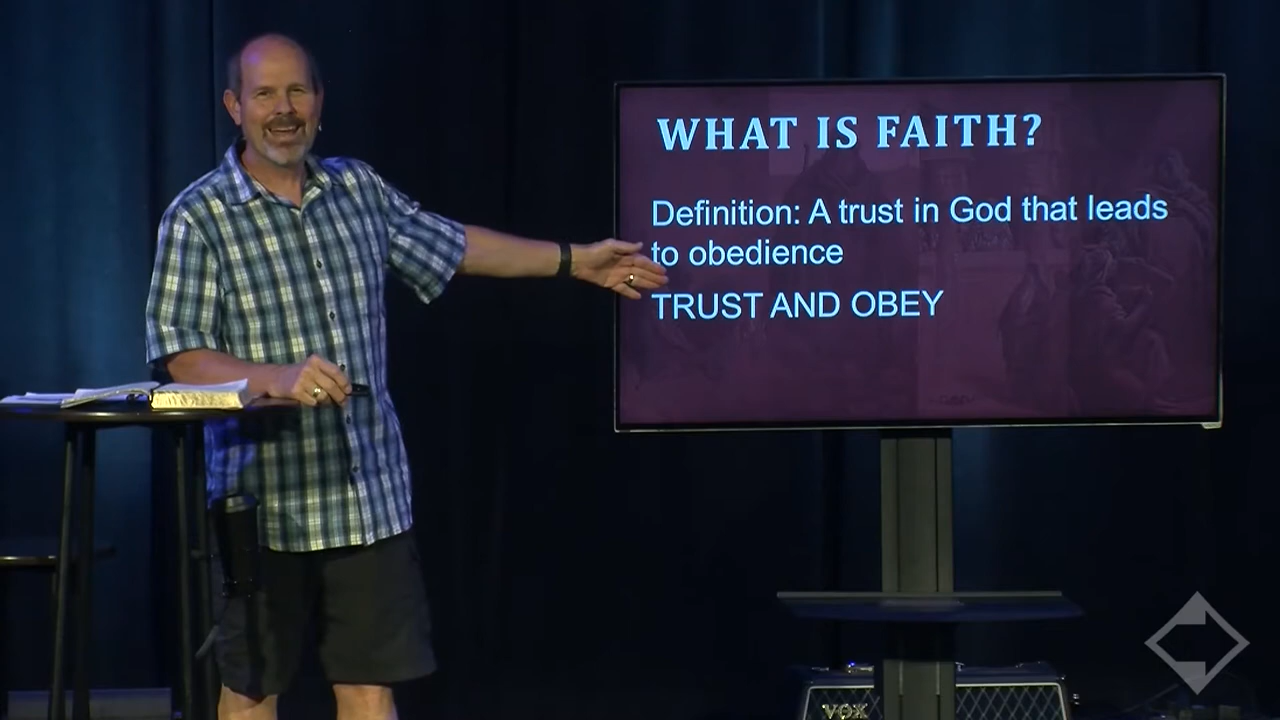 WHAT IS FAITH?
Definition: A trust in God that leads
to obedience
TRUST AND OBEY
VOX